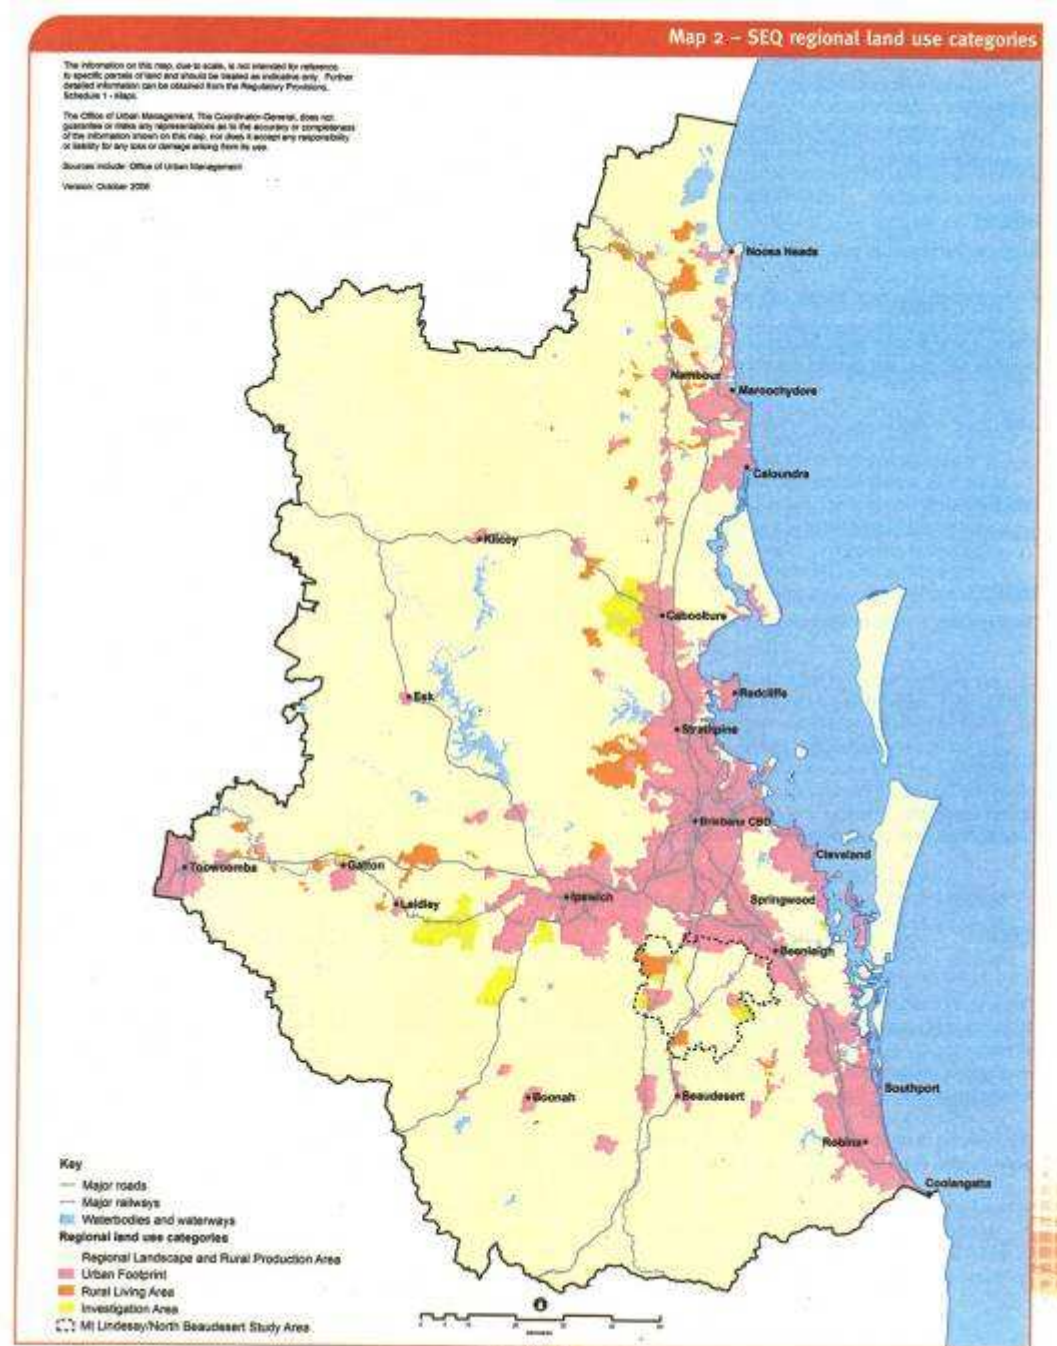 Map 2 – SEQ regional land use categories
The information on this map, due to scale, is not intended for reference
to specific parcels of land and should be treated as indicative only. Further
detailed information can be obtained from the Regulatory Provisions,
Schedule 1 - Maps.
The Office of Urban Management, The Coordinator-General, does not
guarantee or make any representations as to the accuracy or completeness
of the information shown on this map, nor does it accept any responsibility
or liability for any loss or damage arising from its use.
Sources include: Office of Urban Management
Version: October 2006
Noosa Heads
Nambour
Maroochydore
Caloundra
Kilcoy
Caboolture
Esk
Redcliffe
Strathpine
Brisbane CBD
Cleveland
Toowoomba
Gatton
Laidley
Ipswich
Springwood
Beenleigh
Boonah
Beaudesert
Southport
Robina
Coolangatta
Key
Major roads
Major railways
Waterbodies and waterways
Regional land use categories
Regional Landscape and Rural Production Area
Urban Footprint
Rural Living Area
Investigation Area
Mt Lindesay/North Beaudesert Study Area